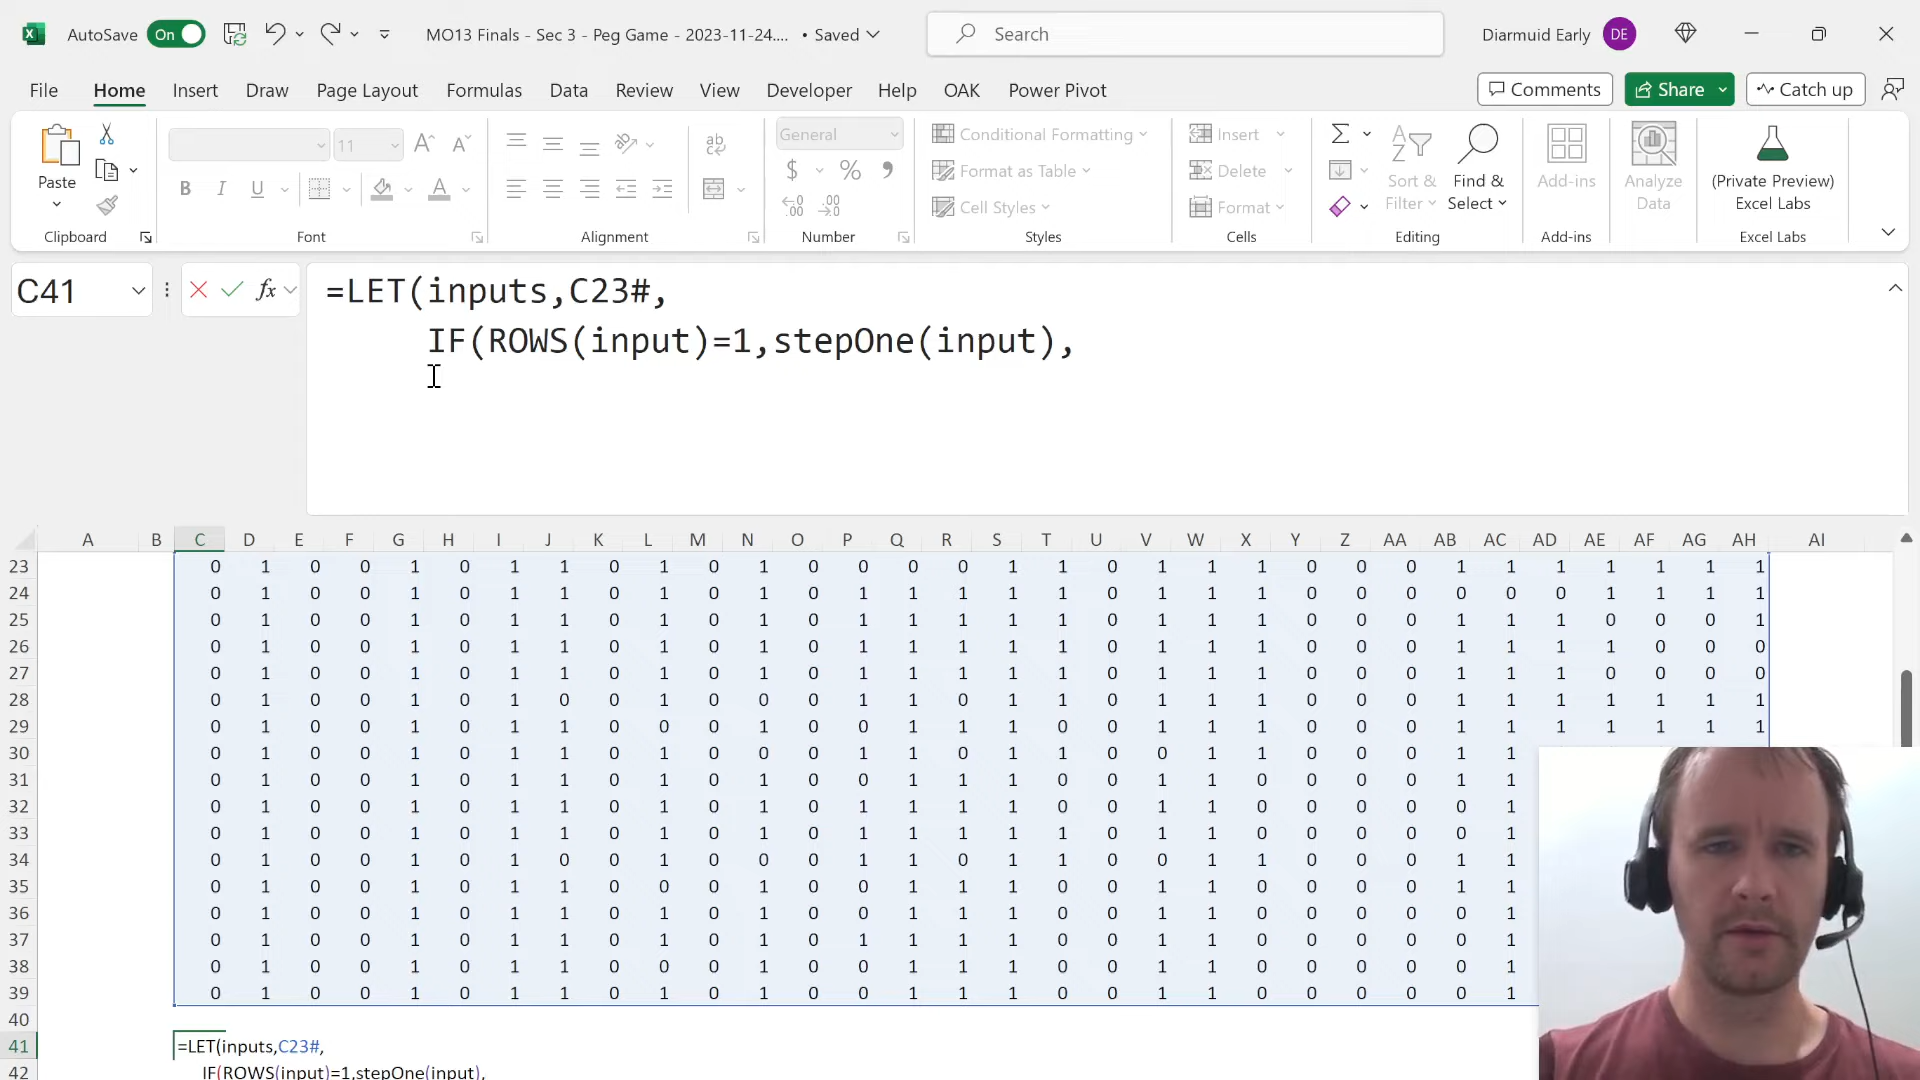 AutoSave On MO13 Finals - Sec 3 - Peg Game - 2023-11-24.... • Saved Search Diarmuid Early DE
File Home Insert Draw Page Layout Formulas Data Review View Developer Help OAK Power Pivot Comments Share Catch up
Paste
Clipboard
11
B I U A
Font
ab
Alignment
General
$ % 9
Number
Conditional Formatting
Format as Table
Cell Styles
Styles
Insert
Delete
Format
Cells
Sort & Filter
Find & Select
Editing
Add-ins
Add-ins
Analyze Data
(Private Preview) Excel Labs
Excel Labs
C41 fx =LET(inputs,C23#,
IF(ROWS(input)=1,stepOne(input),
A B C D E F G H I J K L M N O P Q R S T U V W X Y Z AA AB AC AD AE AF AG AH AI
23 0 1 0 0 1 0 1 1 0 1 0 1 0 0 0 0 1 1 0 1 1 1 0 0 0 1 1 1 1 1 1 1
24 0 1 0 0 1 0 1 1 0 1 0 1 0 1 1 1 1 1 0 1 1 1 0 0 0 0 0 0 1 1 1 1
25 0 1 0 0 1 0 1 1 0 1 0 1 0 1 1 1 1 1 0 1 1 1 0 0 0 1 1 1 0 0 0 1
26 0 1 0 0 1 0 1 1 0 1 0 1 0 1 1 1 1 1 0 1 1 1 0 0 0 1 1 1 1 0 0 0
27 0 1 0 0 1 0 1 1 0 1 0 1 0 1 1 1 1 1 0 1 1 1 0 0 0 1 1 1 0 0 0 0
28 0 1 0 0 1 0 1 0 0 1 0 0 0 1 1 0 1 1 0 1 1 1 0 0 0 1 1 1 1 1 1 1
29 0 1 0 0 1 0 1 1 0 0 0 1 0 0 1 1 1 0 0 1 1 1 0 0 0 1 1 1 1 1 1 1
30 0 1 0 0 1 0 1 1 0 1 0 0 0 1 1 0 1 1 0 0 1 1 0 0 0 1 1
31 0 1 0 0 1 0 1 1 0 1 0 1 0 0 1 1 1 0 0 1 1 0 0 0 0 1 1
32 0 1 0 0 1 0 1 1 0 1 0 1 0 1 1 1 1 0 0 1 1 0 0 0 0 0 1
33 0 1 0 0 1 0 1 1 0 1 0 1 0 0 1 1 1 0 0 1 1 0 0 0 0 0 1
34 0 1 0 0 1 0 1 0 0 1 0 0 0 1 1 0 1 1 0 0 1 1 0 0 0 1 1
35 0 1 0 0 1 0 1 1 0 0 0 1 0 0 1 1 1 0 0 1 1 0 0 0 0 1 1
36 0 1 0 0 1 0 1 1 0 1 0 1 0 0 1 1 1 0 0 1 1 0 0 0 0 0 1
37 0 1 0 0 1 0 1 1 0 1 0 1 0 1 1 1 1 0 0 1 1 0 0 0 0 0 1
38 0 1 0 0 1 0 1 1 0 0 0 1 0 0 1 1 1 0 0 1 1 0 0 0 0 0 1
39 0 1 0 0 1 0 1 1 0 1 0 1 0 0 1 1 1 0 0 1 1 0 0 0 0 0 1
40
41 =LET(inputs,C23#,
42 IF(ROWS(input)=1,stepOne(input),